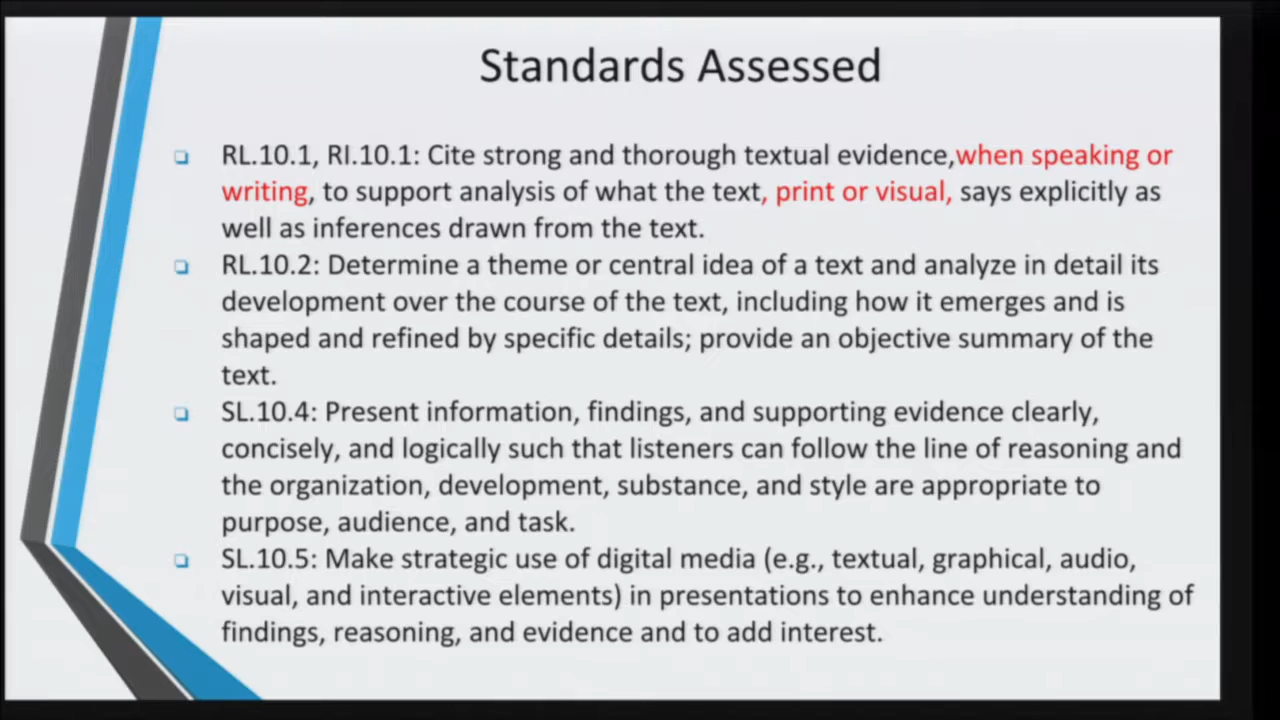 Standards Assessed
RL.10.1, RI.10.1: Cite strong and thorough textual evidence,when speaking or
writing, to support analysis of what the text, print or visual, says explicitly as
well as inferences drawn from the text.
RL.10.2: Determine a theme or central idea of a text and analyze in detail its
development over the course of the text, including how it emerges and is
shaped and refined by specific details; provide an objective summary of the
text.
SL.10.4: Present information, findings, and supporting evidence clearly,
concisely, and logically such that listeners can follow the line of reasoning and
the organization, development, substance, and style are appropriate to
purpose, audience, and task.
SL.10.5: Make strategic use of digital media (e.g., textual, graphical, audio,
visual, and interactive elements) in presentations to enhance understanding of
findings, reasoning, and evidence and to add interest.